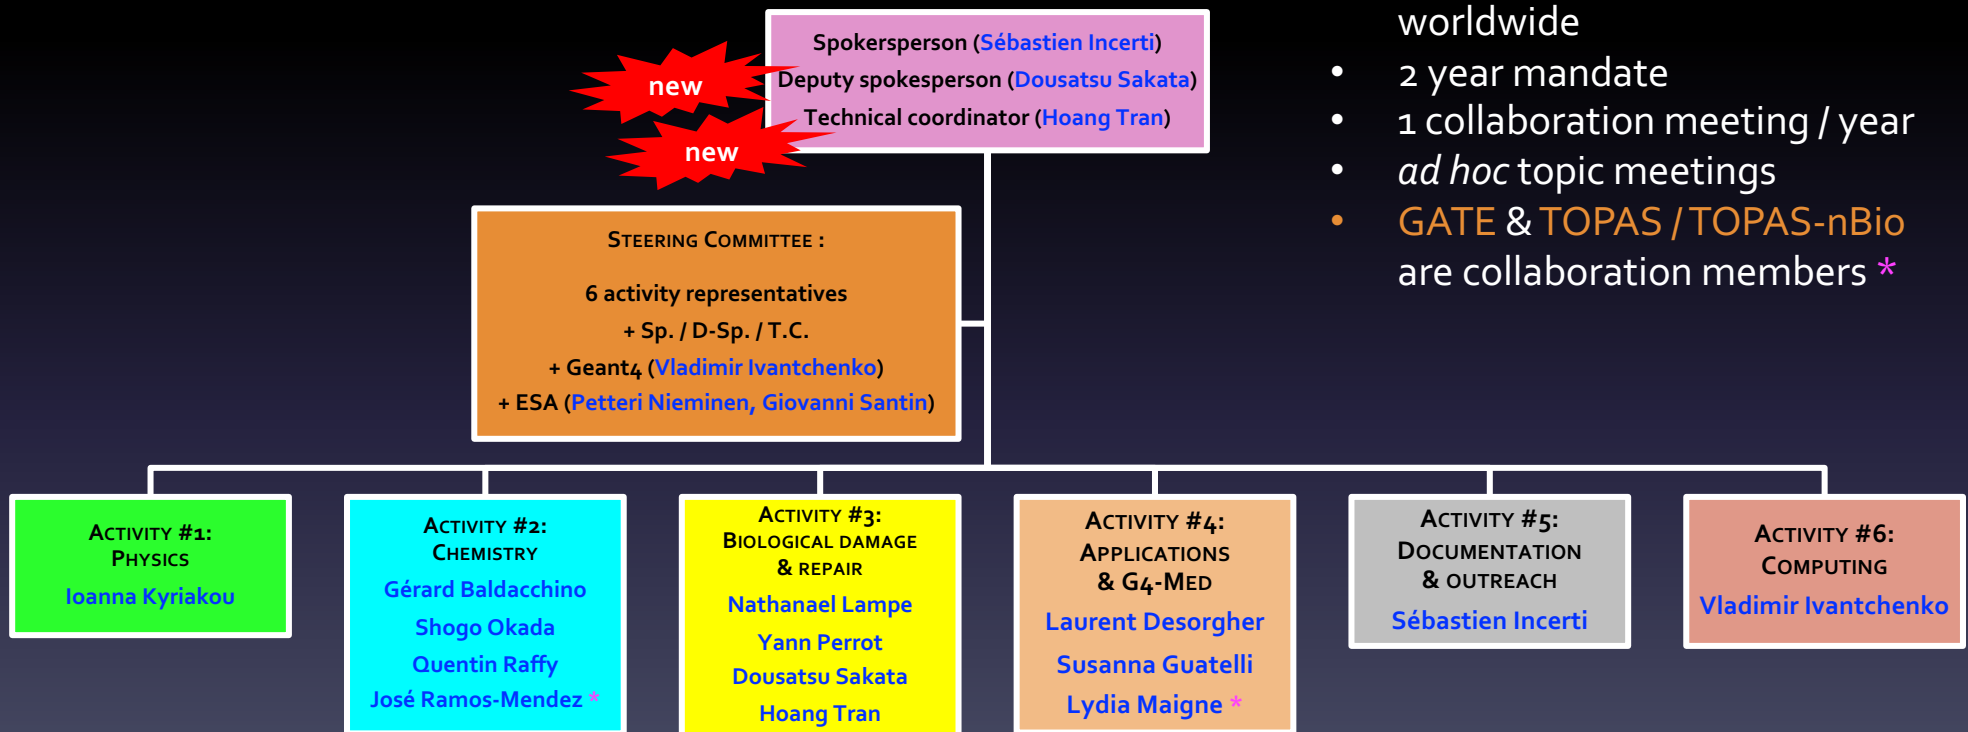 worldwide
• 2 year mandate
• 1 collaboration meeting / year
• ad hoc topic meetings
• GATE & TOPAS / TOPAS-nBio
are collaboration members *
new
new
Spokersperson (Sébastien Incerti)
Deputy spokesperson (Dousatsu Sakata)
Technical coordinator (Hoang Tran)
STEERING COMMITTEE :
6 activity representatives
+ Sp. / D-Sp. / T.C.
+ Geant4 (Vladimir Ivantchenko)
+ ESA (Petteri Nieminen, Giovanni Santin)
ACTIVITY #1:
PHYSICS
Ioanna Kyriakou
ACTIVITY #2:
CHEMISTRY
Gérard Baldacchino
Shogo Okada
Quentin Raffy
José Ramos-Mendez *
ACTIVITY #3:
BIOLOGICAL DAMAGE
& REPAIR
Nathanael Lampe
Yann Perrot
Dousatsu Sakata
Hoang Tran
ACTIVITY #4:
APPLICATIONS
& G4-MED
Laurent Desorgher
Susanna Guatelli
Lydia Maigne *
ACTIVITY #5:
DOCUMENTATION
& OUTREACH
Sébastien Incerti
ACTIVITY #6:
COMPUTING
Vladimir Ivantchenko